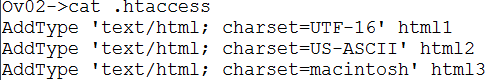 Ov02->cat .htaccess
AddType 'text/html; charset=UTF-16' html1
AddType 'text/html; charset=US-ASCII' html2
AddType 'text/html; charset=macintosh' html3